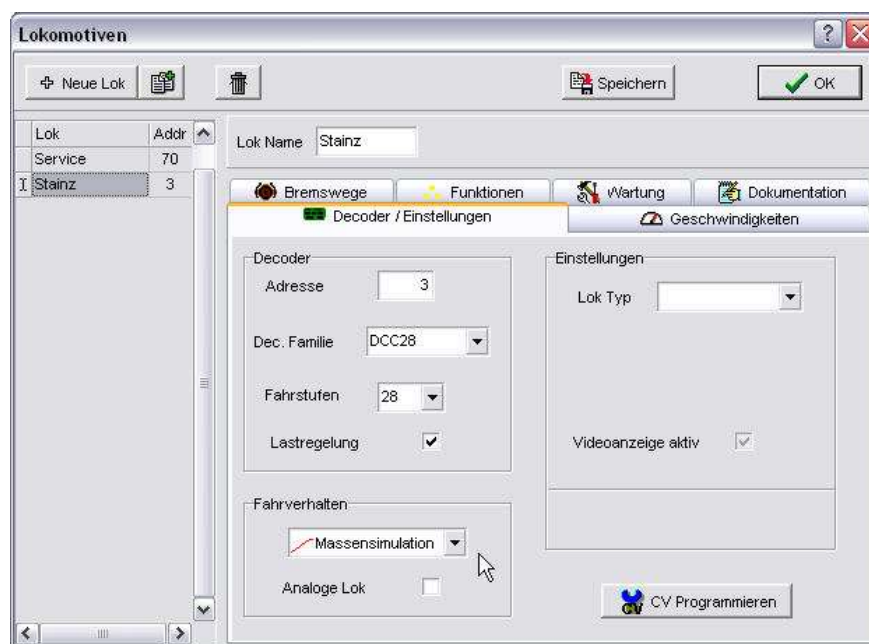 Lokomotiven
Neue Lok
Speichern
OK
Lok Addr
Service 70
Stainz 3
Lok Name Stainz
Bremswege Funktionen Wartung Dokumentation
Decoder / Einstellungen Geschwindigkeiten
Decoder
Adresse 3
Dec. Familie DCC28
Fahrstufen 28
Lastregelung
Fahrverhalten
Massensimulation
Analoge Lok
Einstellungen
Lok Typ
Videoanzeige aktiv
CV CV Programmieren